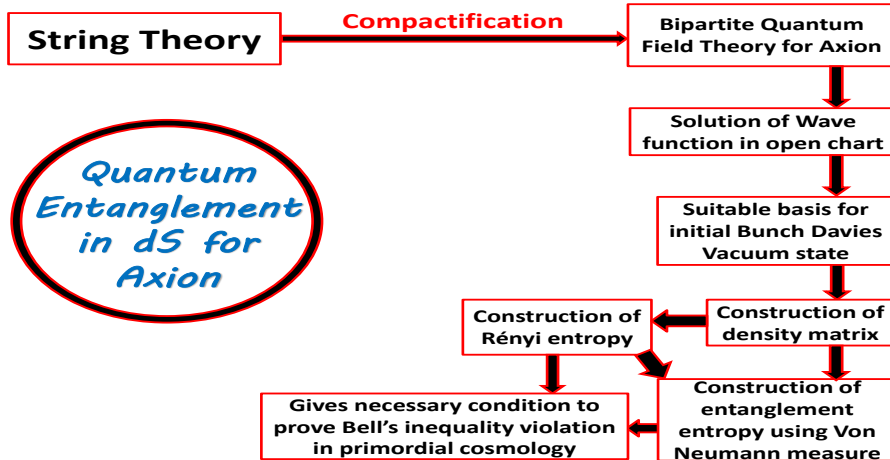 String Theory
Compactification
Bipartite Quantum
Field Theory for Axion
Solution of Wave
function in open chart
Quantum
Entanglement
in dS for
Axion
Suitable basis for
initial Bunch Davies
Vacuum state
Construction of
density matrix
Construction of
Rényi entropy
Construction of
entanglement
entropy using Von
Neumann measure
Gives necessary condition to
prove Bell’s inequality violation
in primordial cosmology